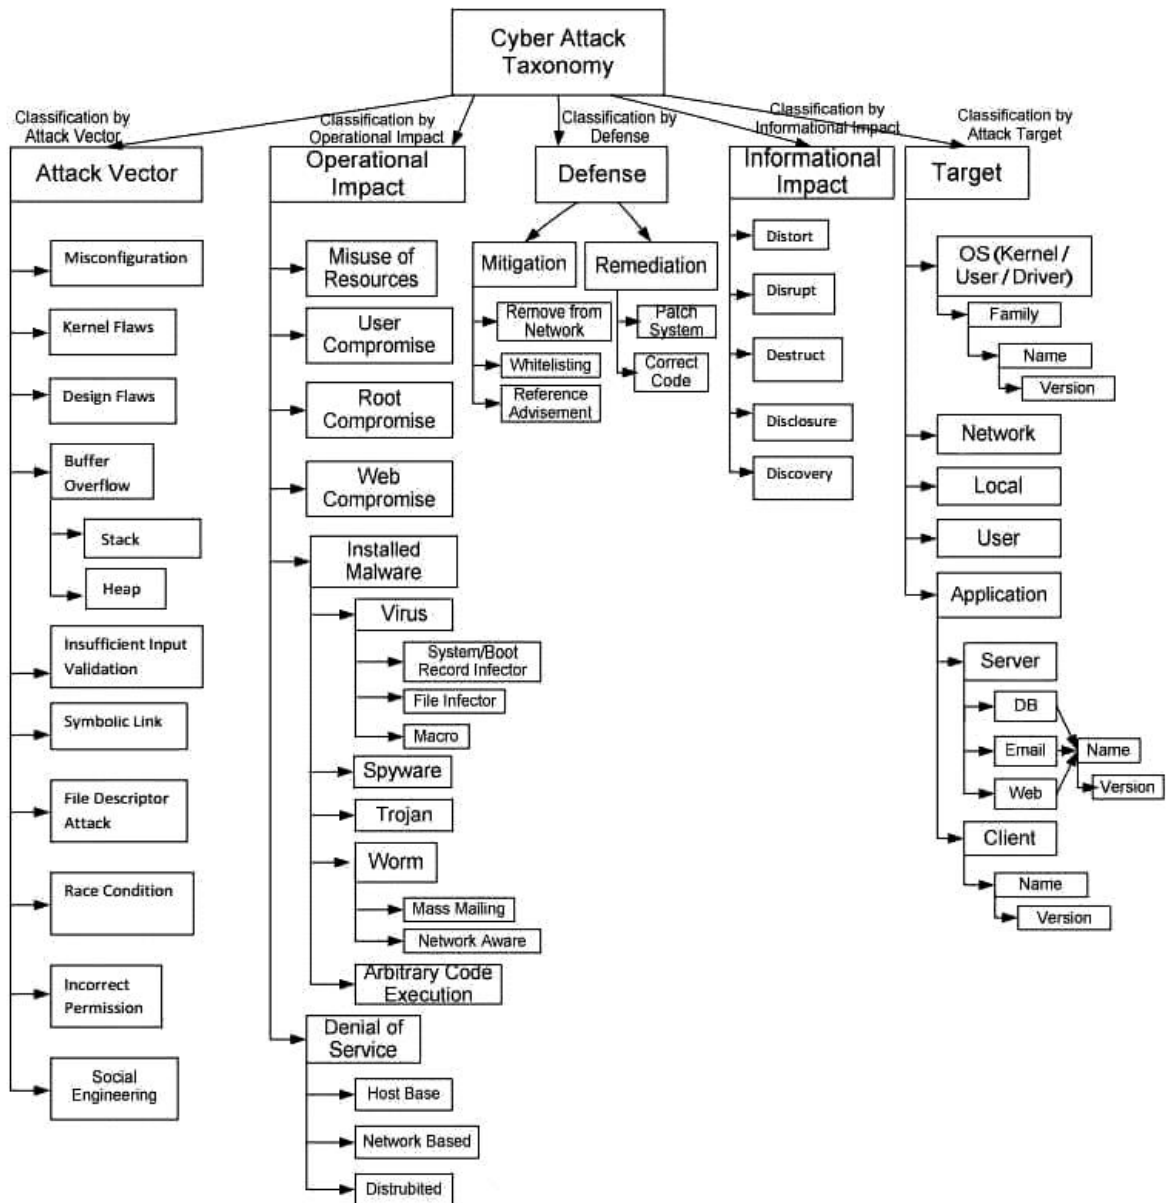 Cyber Attack
Taxonomy
Classification by
Attack Vector
Classification by
Operational Impact
Classification by
Defense
Classification by
Informational Impact
Classification by
Attack Target
Attack Vector
Misconfiguration
Kernel Flaws
Design Flaws
Buffer
Overflow
Stack
Heap
Insufficient Input
Validation
Symbolic Link
File Descriptor
Attack
Race Condition
Incorrect
Permission
Social
Engineering
Operational
Impact
Misuse of
Resources
User
Compromise
Root
Compromise
Web
Compromise
Installed
Malware
Virus
System/Boot
Record Infector
File Infector
Macro
Spyware
Trojan
Worm
Mass Mailing
Network Aware
Arbitrary Code
Execution
Denial of
Service
Host Base
Network Based
Distrubited
Defense
Mitigation
Remove from
Network
Whitelisting
Reference
Advisement
Remediation
Patch
System
Correct
Code
Informational
Impact
Distort
Disrupt
Destruct
Disclosure
Discovery
Target
OS (Kernel /
User / Driver)
Family
Name
Version
Network
Local
User
Application
Server
DB
Email
Web
Name
Version
Client
Name
Version